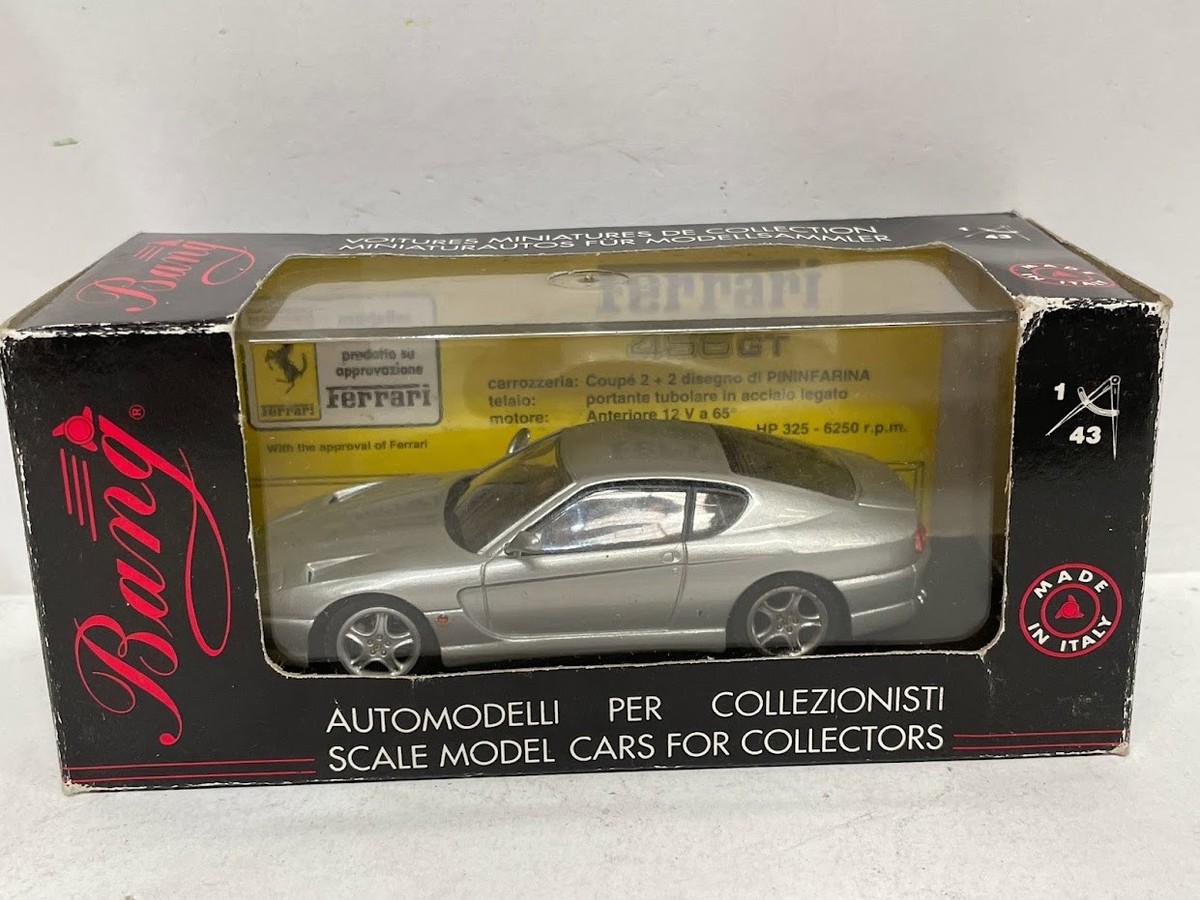 Bang
VOITURES MINIATURES DE COLLECTION
MINIATURAUTOS FÜR MODELLSAMMLER
1
43
MADE
IN ITALY
Ferrari
456GT
prodotto su
approvazione
Ferrari
Ferrari
With the approval of Ferrari
carrozzeria: Coupé 2 + 2 disegno di PININFARINA
telaio: portante tubolare in acciaio legato
motore: Anteriore 12 V a 65°
HP 325 - 6250 r.p.m.
Bang®
1
43
MADE
IN ITALY
AUTOMODELLI PER COLLEZIONISTI
SCALE MODEL CARS FOR COLLECTORS